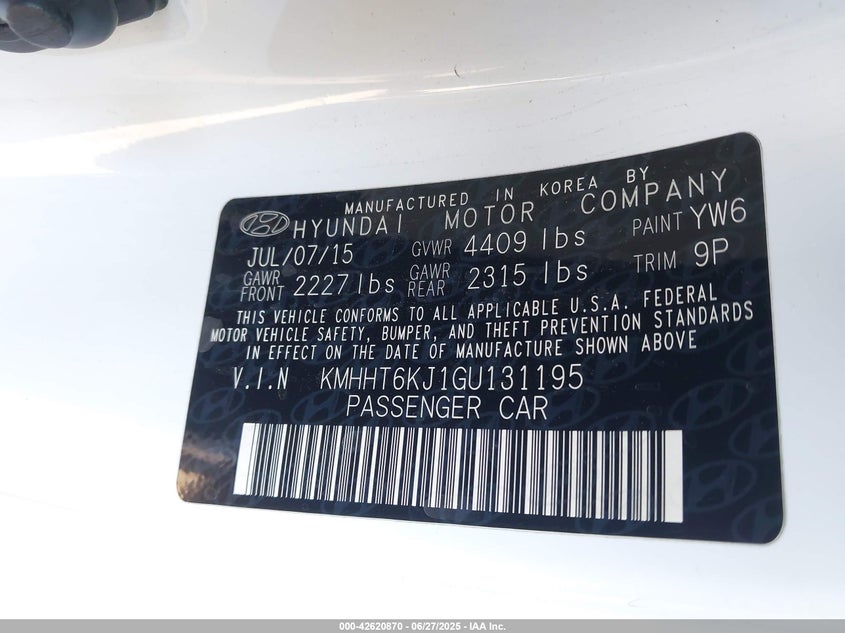 MANUFACTURED IN KOREA BY
HYUNDAI MOTOR COMPANY
JUL/07/15 GVWR 4409 lbs PAINT YW6
GAWR FRONT 2227 lbs GAWR REAR 2315 lbs TRIM 9P
THIS VEHICLE CONFORMS TO ALL APPLICABLE U.S.A. FEDERAL
MOTOR VEHICLE SAFETY, BUMPER, AND THEFT PREVENTION STANDARDS
IN EFFECT ON THE DATE OF MANUFACTURE SHOWN ABOVE
V.I.N KMHHT6KJ1GU131195
PASSENGER CAR
000-42620870 | 06/27/2025 - IAA Inc.